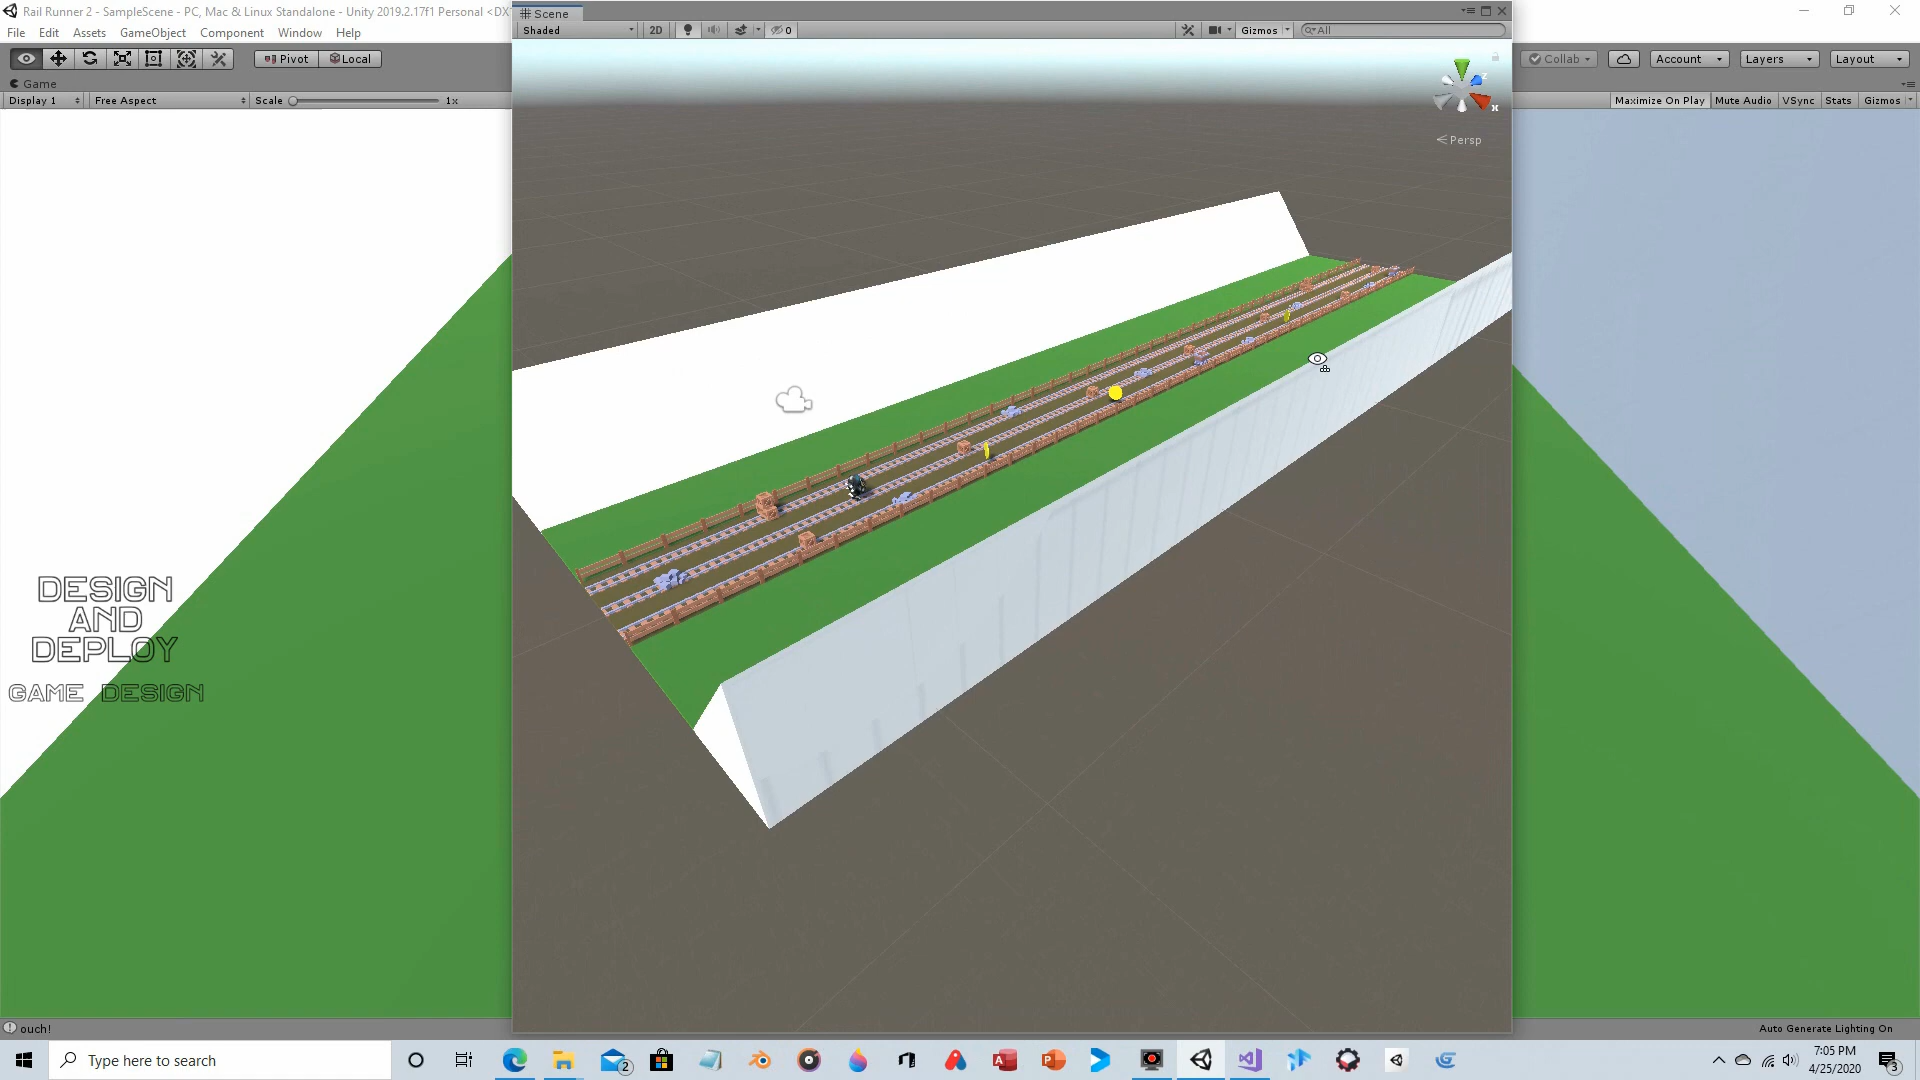 Rail Runner 2 - SampleScene - PC, Mac & Linux Standalone - Unity 2019.2.17f1 Personal <DX
File Edit Assets GameObject Component Window Help
Pivot Local
Collab Account Layers Layout
Game
Display 1 Free Aspect Scale 1x
Maximize On Play Mute Audio VSync Stats Gizmos
Scene
Shaded 2D 0 Gizmos All
x
Persp
DESIGN
AND
DEPLOY
GAME DESIGN
ouch!
Auto Generate Lighting On
Type here to search
2
7:05 PM
4/25/2020
3